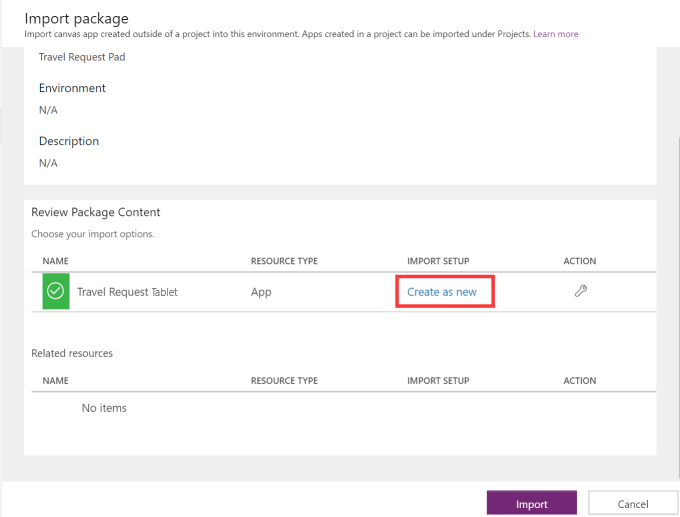 Import package
Import canvas app created outside of a project into this environment. Apps created in a project can be imported under Projects. Learn more
Travel Request Pad
Environment
N/A
Description
N/A
Review Package Content
Choose your import options.
NAME RESOURCE TYPE IMPORT SETUP ACTION
Travel Request Tablet App Create as new
Related resources
NAME RESOURCE TYPE IMPORT SETUP ACTION
No items
Import Cancel